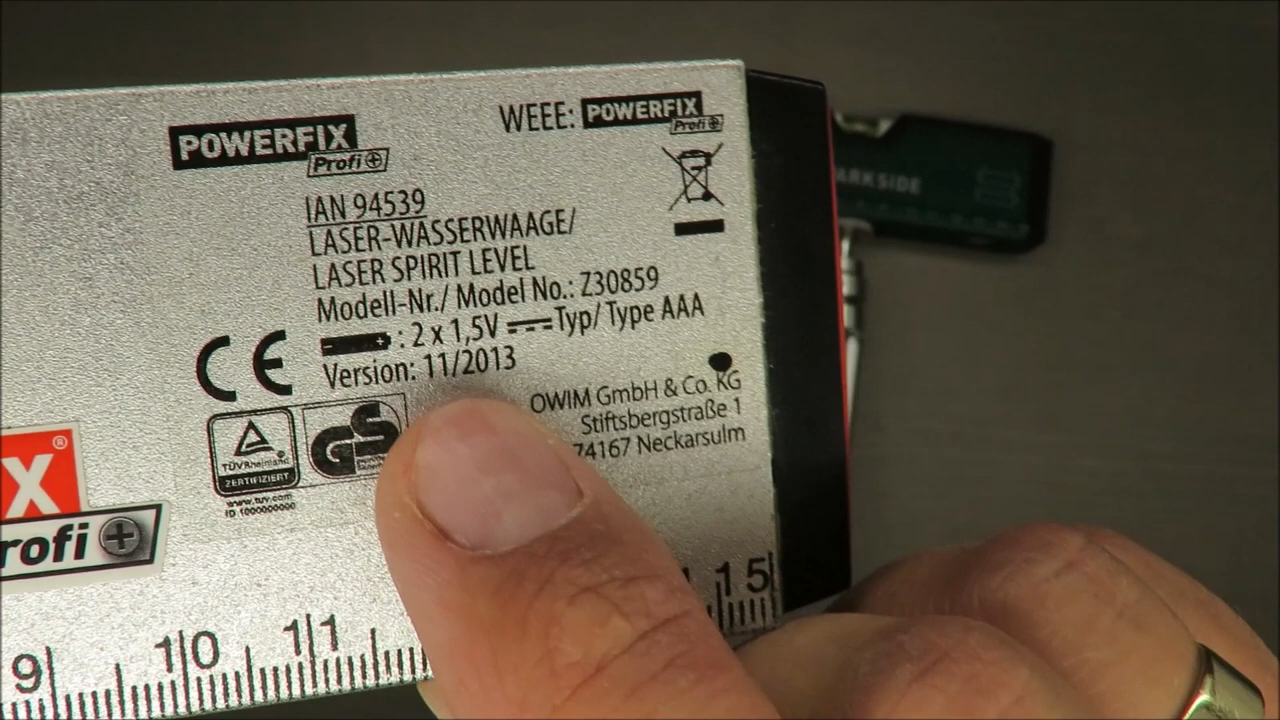 POWERFIX
Profi
WEEE: POWERFIX
Profi
IAN 94539
LASER-WASSERWAAGE/
LASER SPIRIT LEVEL
Modell-Nr./ Model No.: Z30859
: 2 x 1,5V Typ/ Type AAA
Version: 11/2013
CE
OWIM GmbH & Co. KG
Stiftsbergstraße 1
74167 Neckarsulm
TÜVRheinland
ZERTIFIZIERT
GS
www.tuv.com
ID 1000000000
X®
rofi
9 10 11 15
ARKSIDE